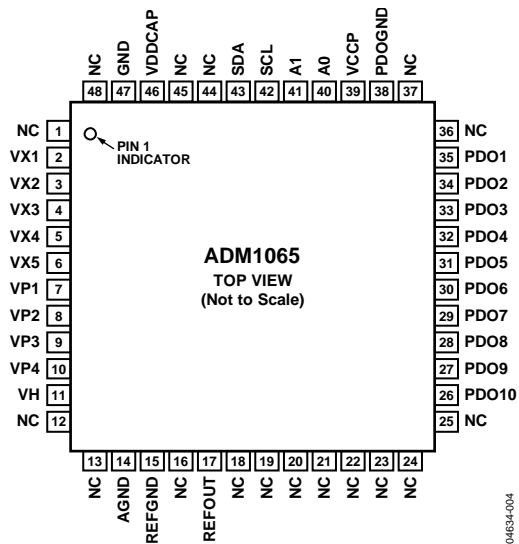 NC
GND
VDDCAP
NC
NC
SDA
SCL
A1
A0
VCCP
PDOGND
NC
48 47 46 45 44 43 42 41 40 39 38 37
PIN 1
INDICATOR
NC 1
VX1 2
VX2 3
VX3 4
VX4 5
VX5 6
VP1 7
VP2 8
VP3 9
VP4 10
VH 11
NC 12
ADM1065
TOP VIEW
(Not to Scale)
36 NC
35 PDO1
34 PDO2
33 PDO3
32 PDO4
31 PDO5
30 PDO6
29 PDO7
28 PDO8
27 PDO9
26 PDO10
25 NC
13 14 15 16 17 18 19 20 21 22 23 24
NC
AGND
REFGND
NC
REFOUT
NC
NC
NC
NC
NC
NC
NC
04634-004